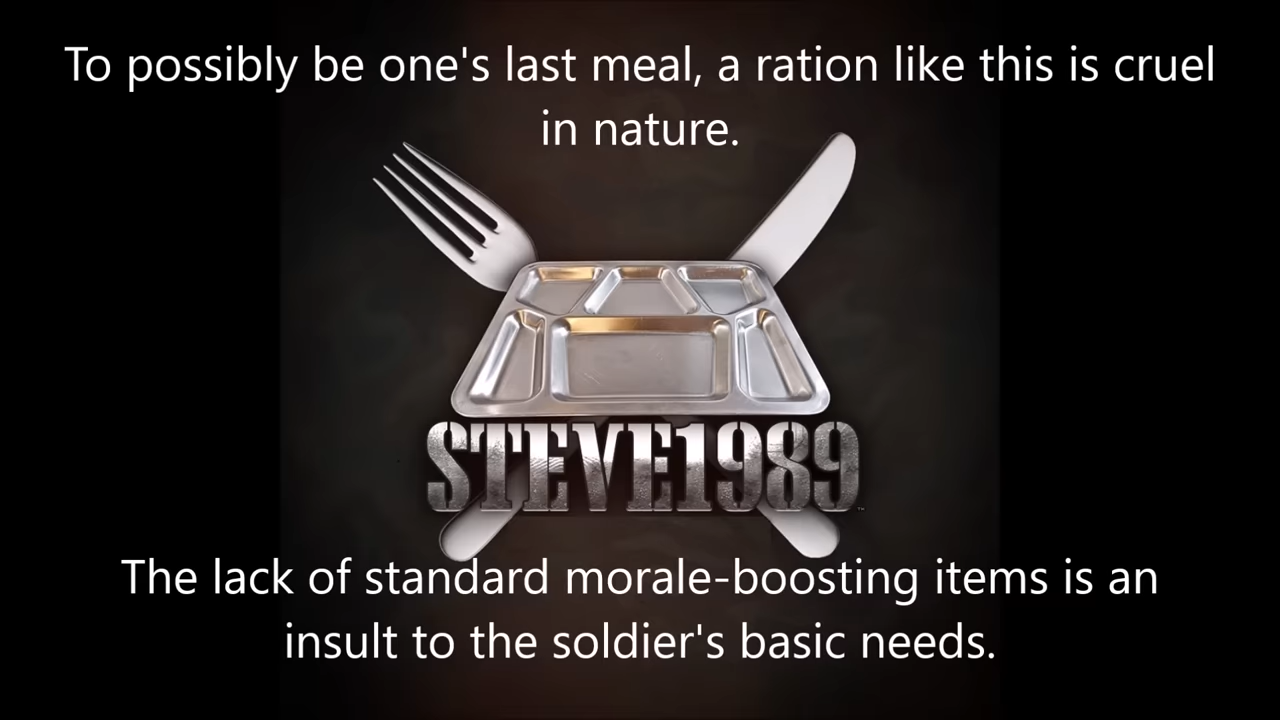 To possibly be one's last meal, a ration like this is cruel
in nature.
STEVE1989
The lack of standard morale-boosting items is an
insult to the soldier's basic needs.